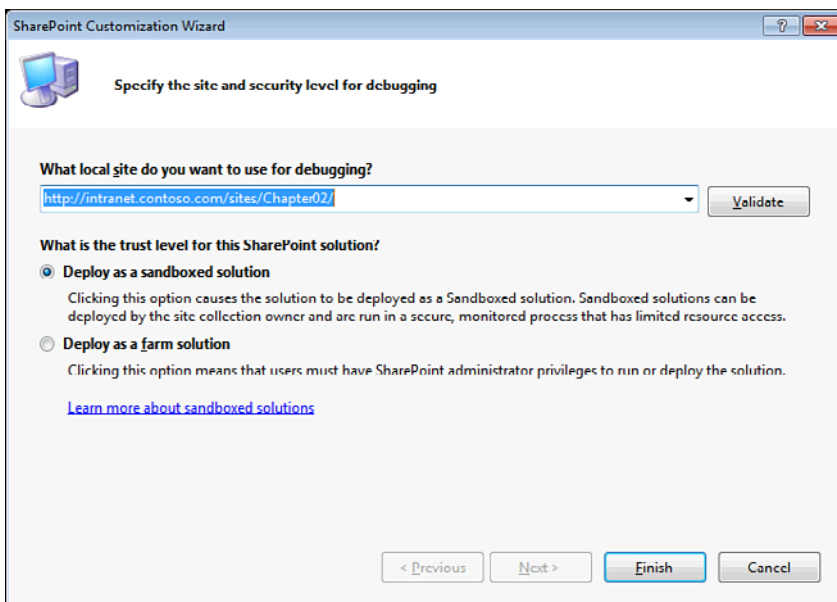 SharePoint Customization Wizard
Specify the site and security level for debugging
What local site do you want to use for debugging?
http://intranet.contoso.com/sites/Chapter02/
Validate
What is the trust level for this SharePoint solution?
Deploy as a sandboxed solution
Clicking this option causes the solution to be deployed as a Sandboxed solution. Sandboxed solutions can be
deployed by the site collection owner and are run in a secure, monitored process that has limited resource access.
Deploy as a farm solution
Clicking this option means that users must have SharePoint administrator privileges to run or deploy the solution.
Learn more about sandboxed solutions
< Previous
Next >
Finish
Cancel